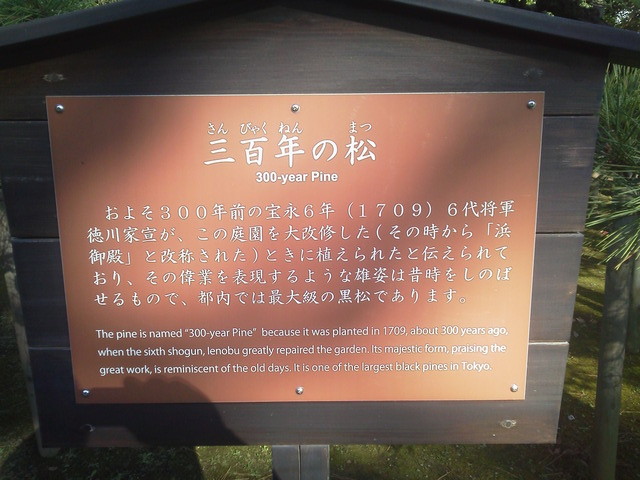 さん びゃく ねん まつ
三百年の松
300-year Pine
およそ３００年前の宝永６年（１７０９）６代将軍
徳川家宣が、この庭園を大改修した(その時から「浜
御殿」と改称された)ときに植えられたと伝えられて
おり、その偉業を表現するような雄姿は昔時をしのば
せるもので、都内では最大級の黒松であります。
The pine is named "300-year Pine" because it was planted in 1709, about 300 years ago,
when the sixth shogun, Ienobu greatly repaired the garden. Its majestic form, praising the
great work, is reminiscent of the old days. It is one of the largest black pines in Tokyo.